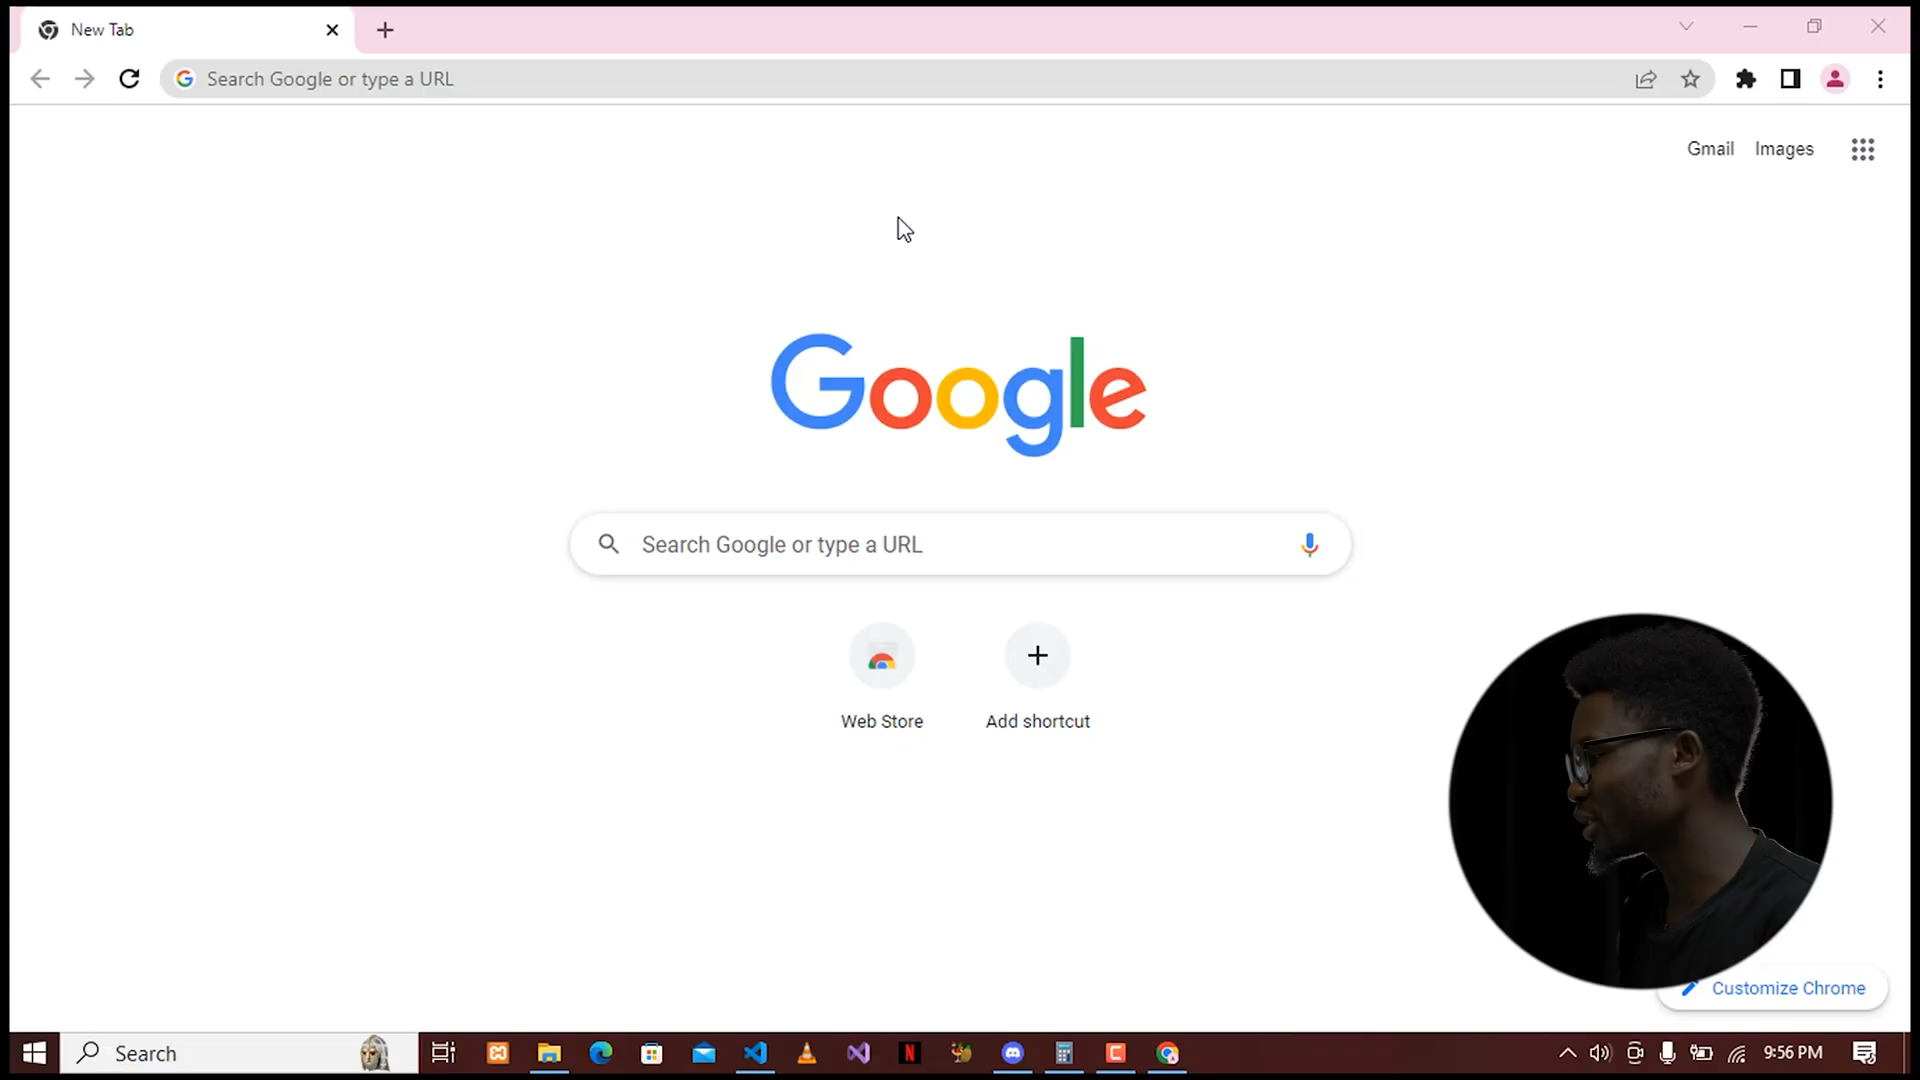 New Tab
Search Google or type a URL
Gmail Images
Google
Search Google or type a URL
Web Store
Add shortcut
Customize Chrome
Search
9:56 PM